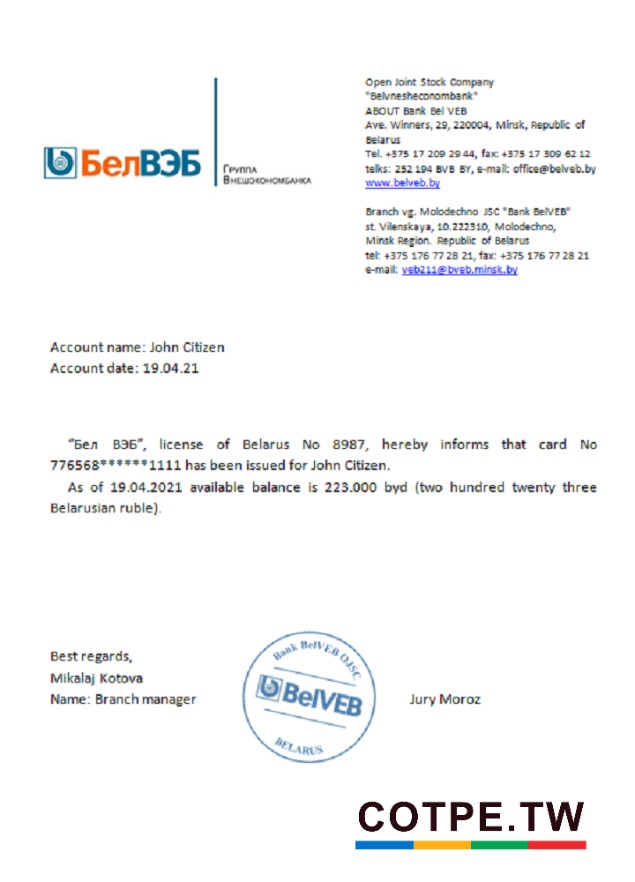 БелВЭБ
Группа
Внешэкономбанка
Open Joint Stock Company
"Belvnesheconombank"
ABOUT Bank Bel VEB
Ave. Winners, 29, 220004, Minsk, Republic of
Belarus
Tel. +375 17 209 29 44, fax: +375 17 309 62 12
telks: 252 194 BVB BY, e-mail: office@belveb.by
www.belveb.by
Branch vg. Molodechno JSC "Bank BelVEB"
st. Vilenskaya, 10.222310, Molodechno,
Minsk Region. Republic of Belarus
tel: +375 176 77 28 21, fax: +375 176 77 28 21
e-mail: veb211@bveb.minsk.by
Account name: John Citizen
Account date: 19.04.21
"Бел ВЭБ", license of Belarus No 8987, hereby informs that card No
776568******1111 has been issued for John Citizen.
As of 19.04.2021 available balance is 223.000 byd (two hundred twenty three
Belarusian ruble).
Best regards,
Mikalaj Kotova
Name: Branch manager
Bank BelVEB OJSC
BelVEB
BELARUS
Jury Moroz
COTPE.TW